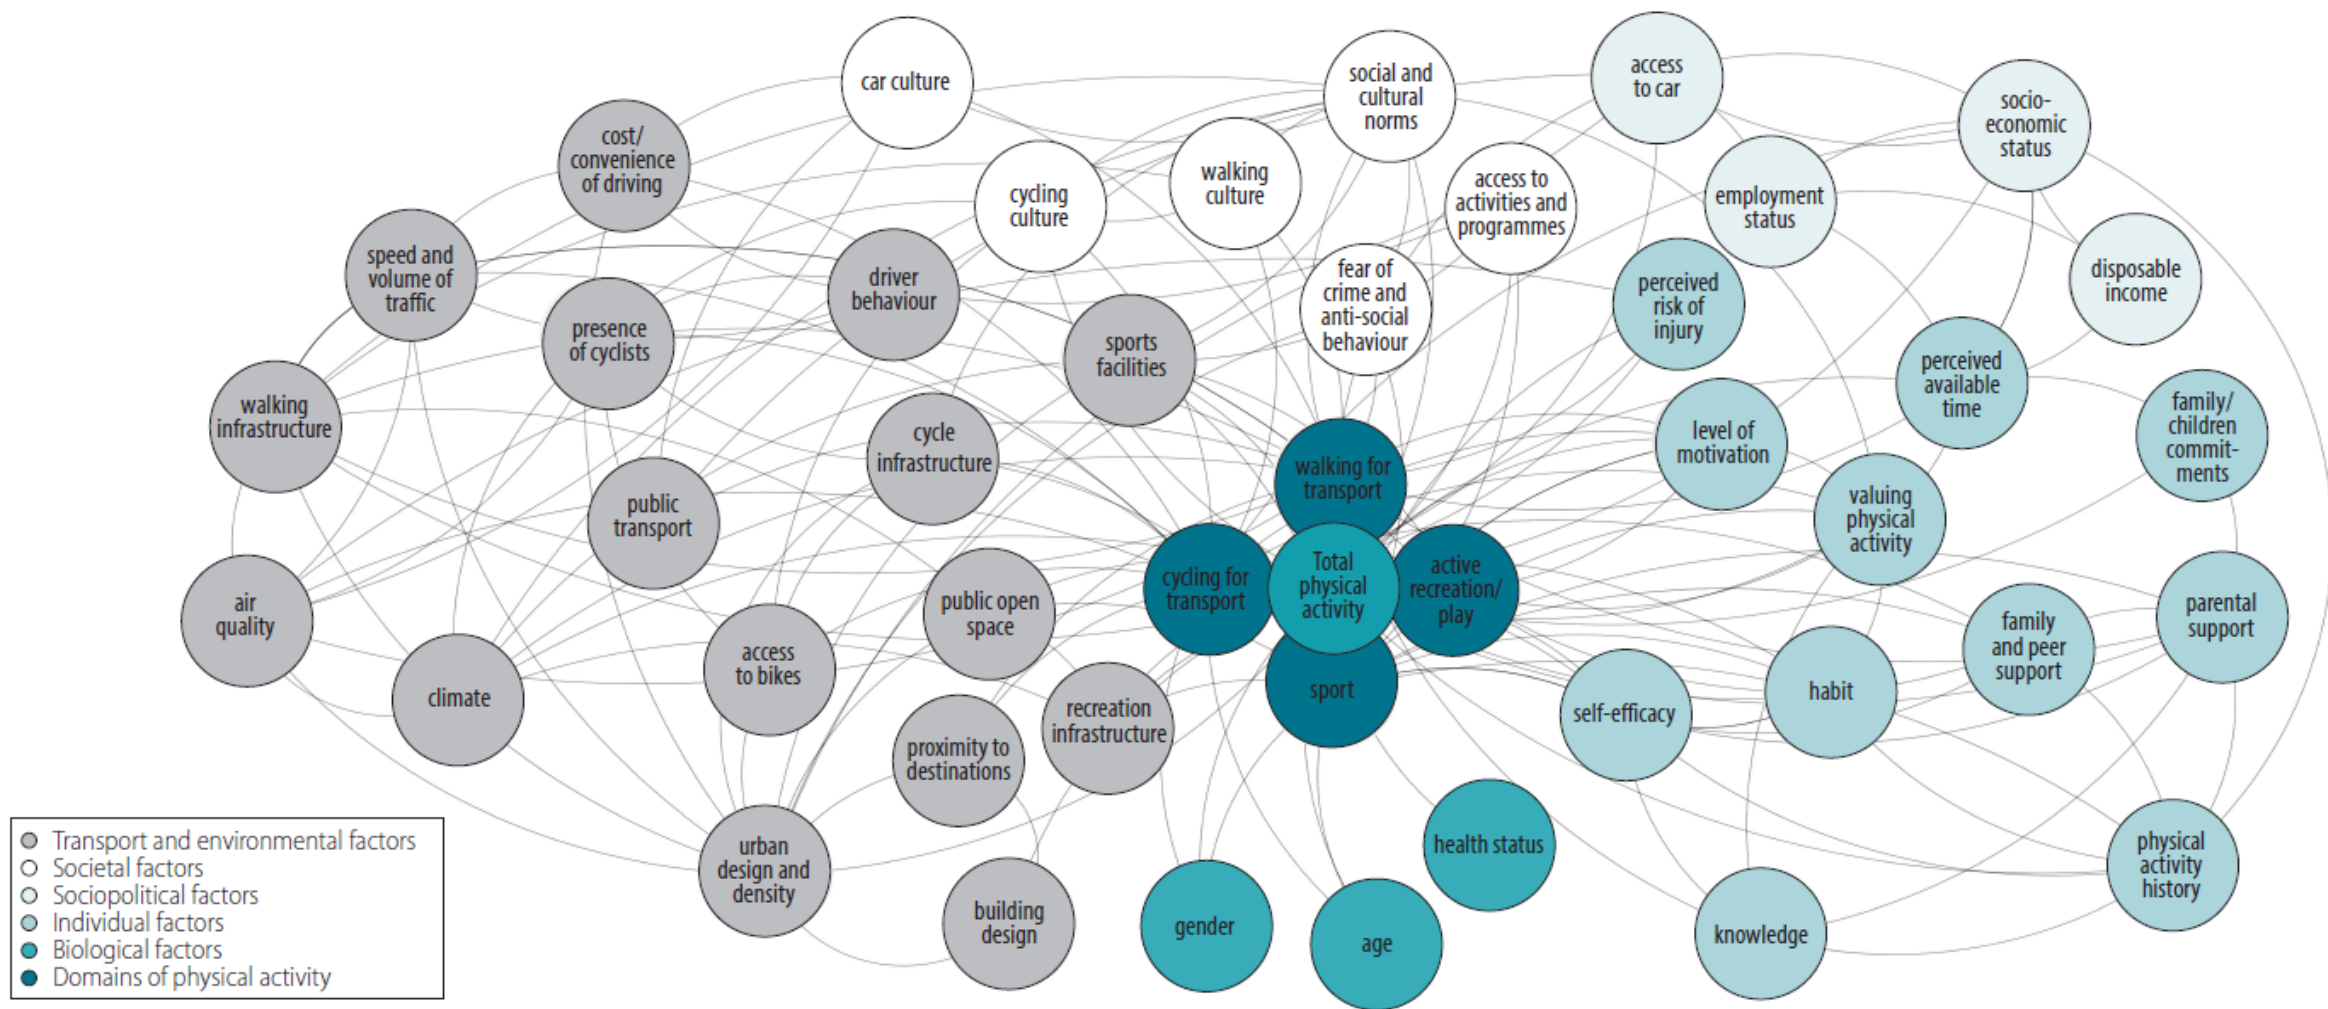 car culture
social and
cultural
norms
access
to car
socio-
economic
status
cost/
convenience
of driving
cycling
culture
walking
culture
access to
activities and
programmes
employment
status
disposable
income
speed and
volume of
traffic
presence
of cyclists
driver
behaviour
sports
facilities
fear of
crime and
anti-social
behaviour
perceived
risk of
injury
perceived
available
time
family/
children
commit-
ments
walking
infrastructure
cycle
infrastructure
walking for
transport
level of
motivation
valuing
physical
activity
public
transport
air
quality
climate
access
to bikes
public open
space
cycling for
transport
Total
physical
activity
active
recreation/
play
sport
self-efficacy
habit
family
and peer
support
parental
support
proximity to
destinations
recreation
infrastructure
urban
design and
density
building
design
gender
age
health status
knowledge
physical
activity
history
Transport and environmental factors
Societal factors
Sociopolitical factors
Individual factors
Biological factors
Domains of physical activity